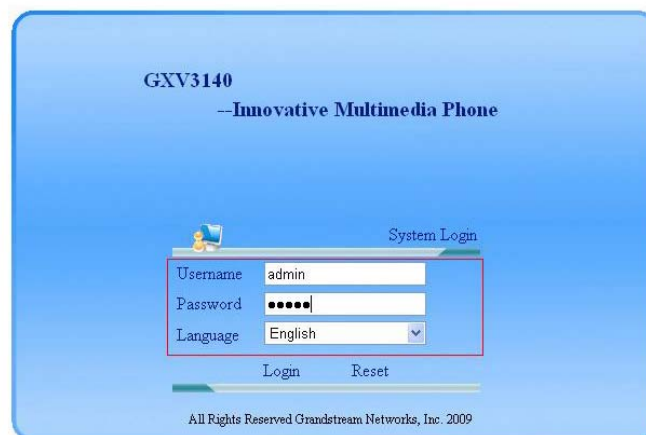 GXV3140
--Innovative Multimedia Phone
System Login
Username admin
Password ●●●●●
Language English
Login Reset
All Rights Reserved Grandstream Networks, Inc. 2009